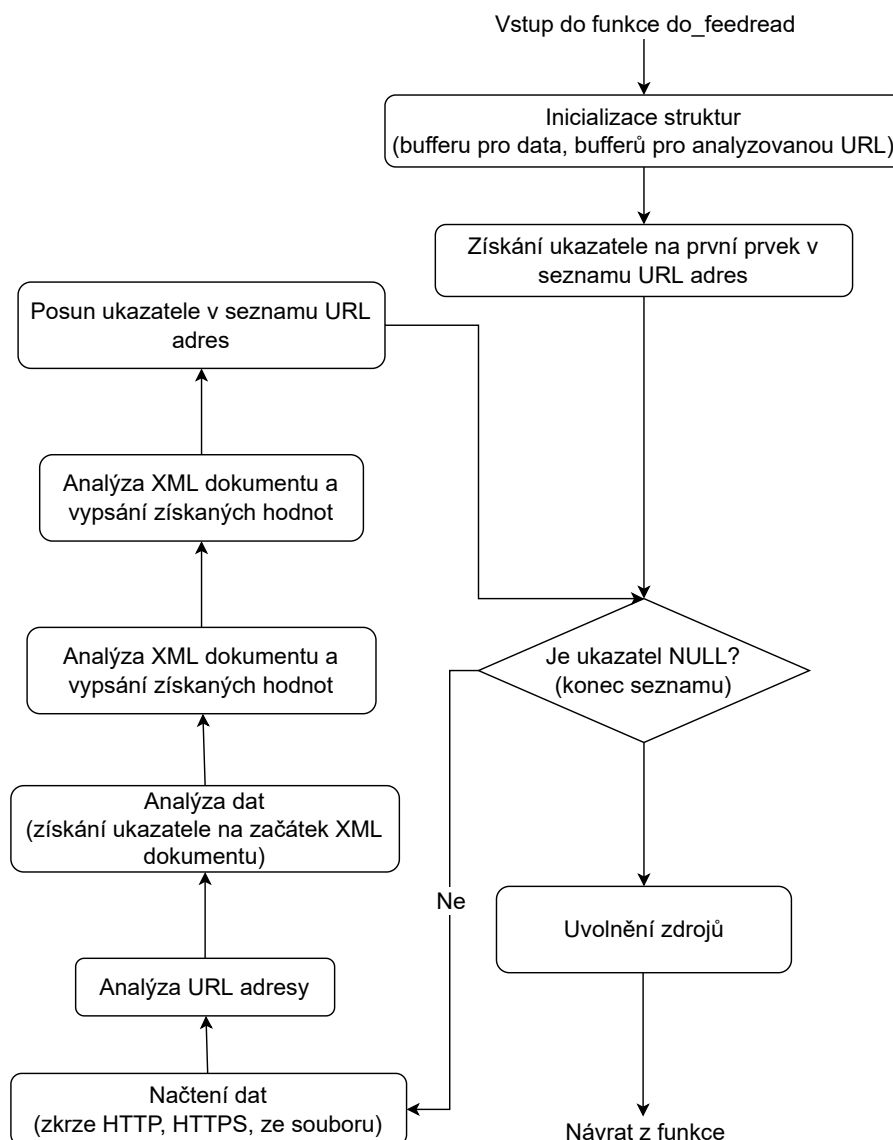 Vstup do funkce do_feedread
Inicializace struktur
(bufferu pro data, bufferů pro analyzovanou URL)
Získání ukazatele na první prvek v
seznamu URL adres
Posun ukazatele v seznamu URL
adres
Analýza XML dokumentu a
vypsání získaných hodnot
Analýza XML dokumentu a
vypsání získaných hodnot
Je ukazatel NULL?
(konec seznamu)
Analýza dat
(získání ukazatele na začátek XML
dokumentu)
Ne
Uvolnění zdrojů
Analýza URL adresy
Načtení dat
(zkrze HTTP, HTTPS, ze souboru)
Návrat z funkce